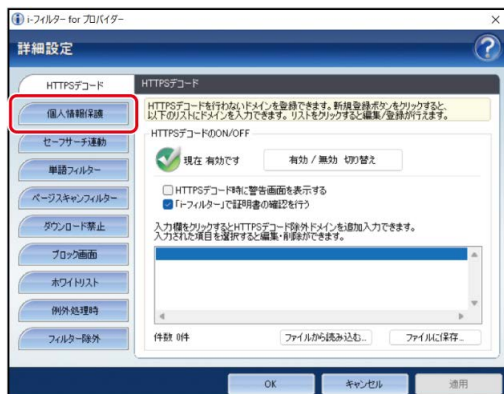 i-フィルター for プロバイダー
詳細設定
HTTPSデコード
個人情報保護
セーフサーチ連動
単語フィルター
ページスキャンフィルター
ダウンロード禁止
ブロック画面
ホワイトリスト
例外処理時
フィルター除外
HTTPSデコード
HTTPSデコードを行わないドメインを登録できます。新規登録ボタンをクリックすると、
以下のリストにドメインを入力できます。リストをクリックすると編集/登録が行えます。
HTTPSデコードのON/OFF
現在 有効です
有効 / 無効 切り替え
HTTPSデコード時に警告画面を表示する
「i-フィルター」で証明書の確認を行う
入力欄をクリックするとHTTPSデコード除外ドメインを追加入力できます。
入力された項目を選択すると編集・削除ができます。
件数 0件
ファイルから読み込む...
ファイルに保存...
OK
キャンセル
適用